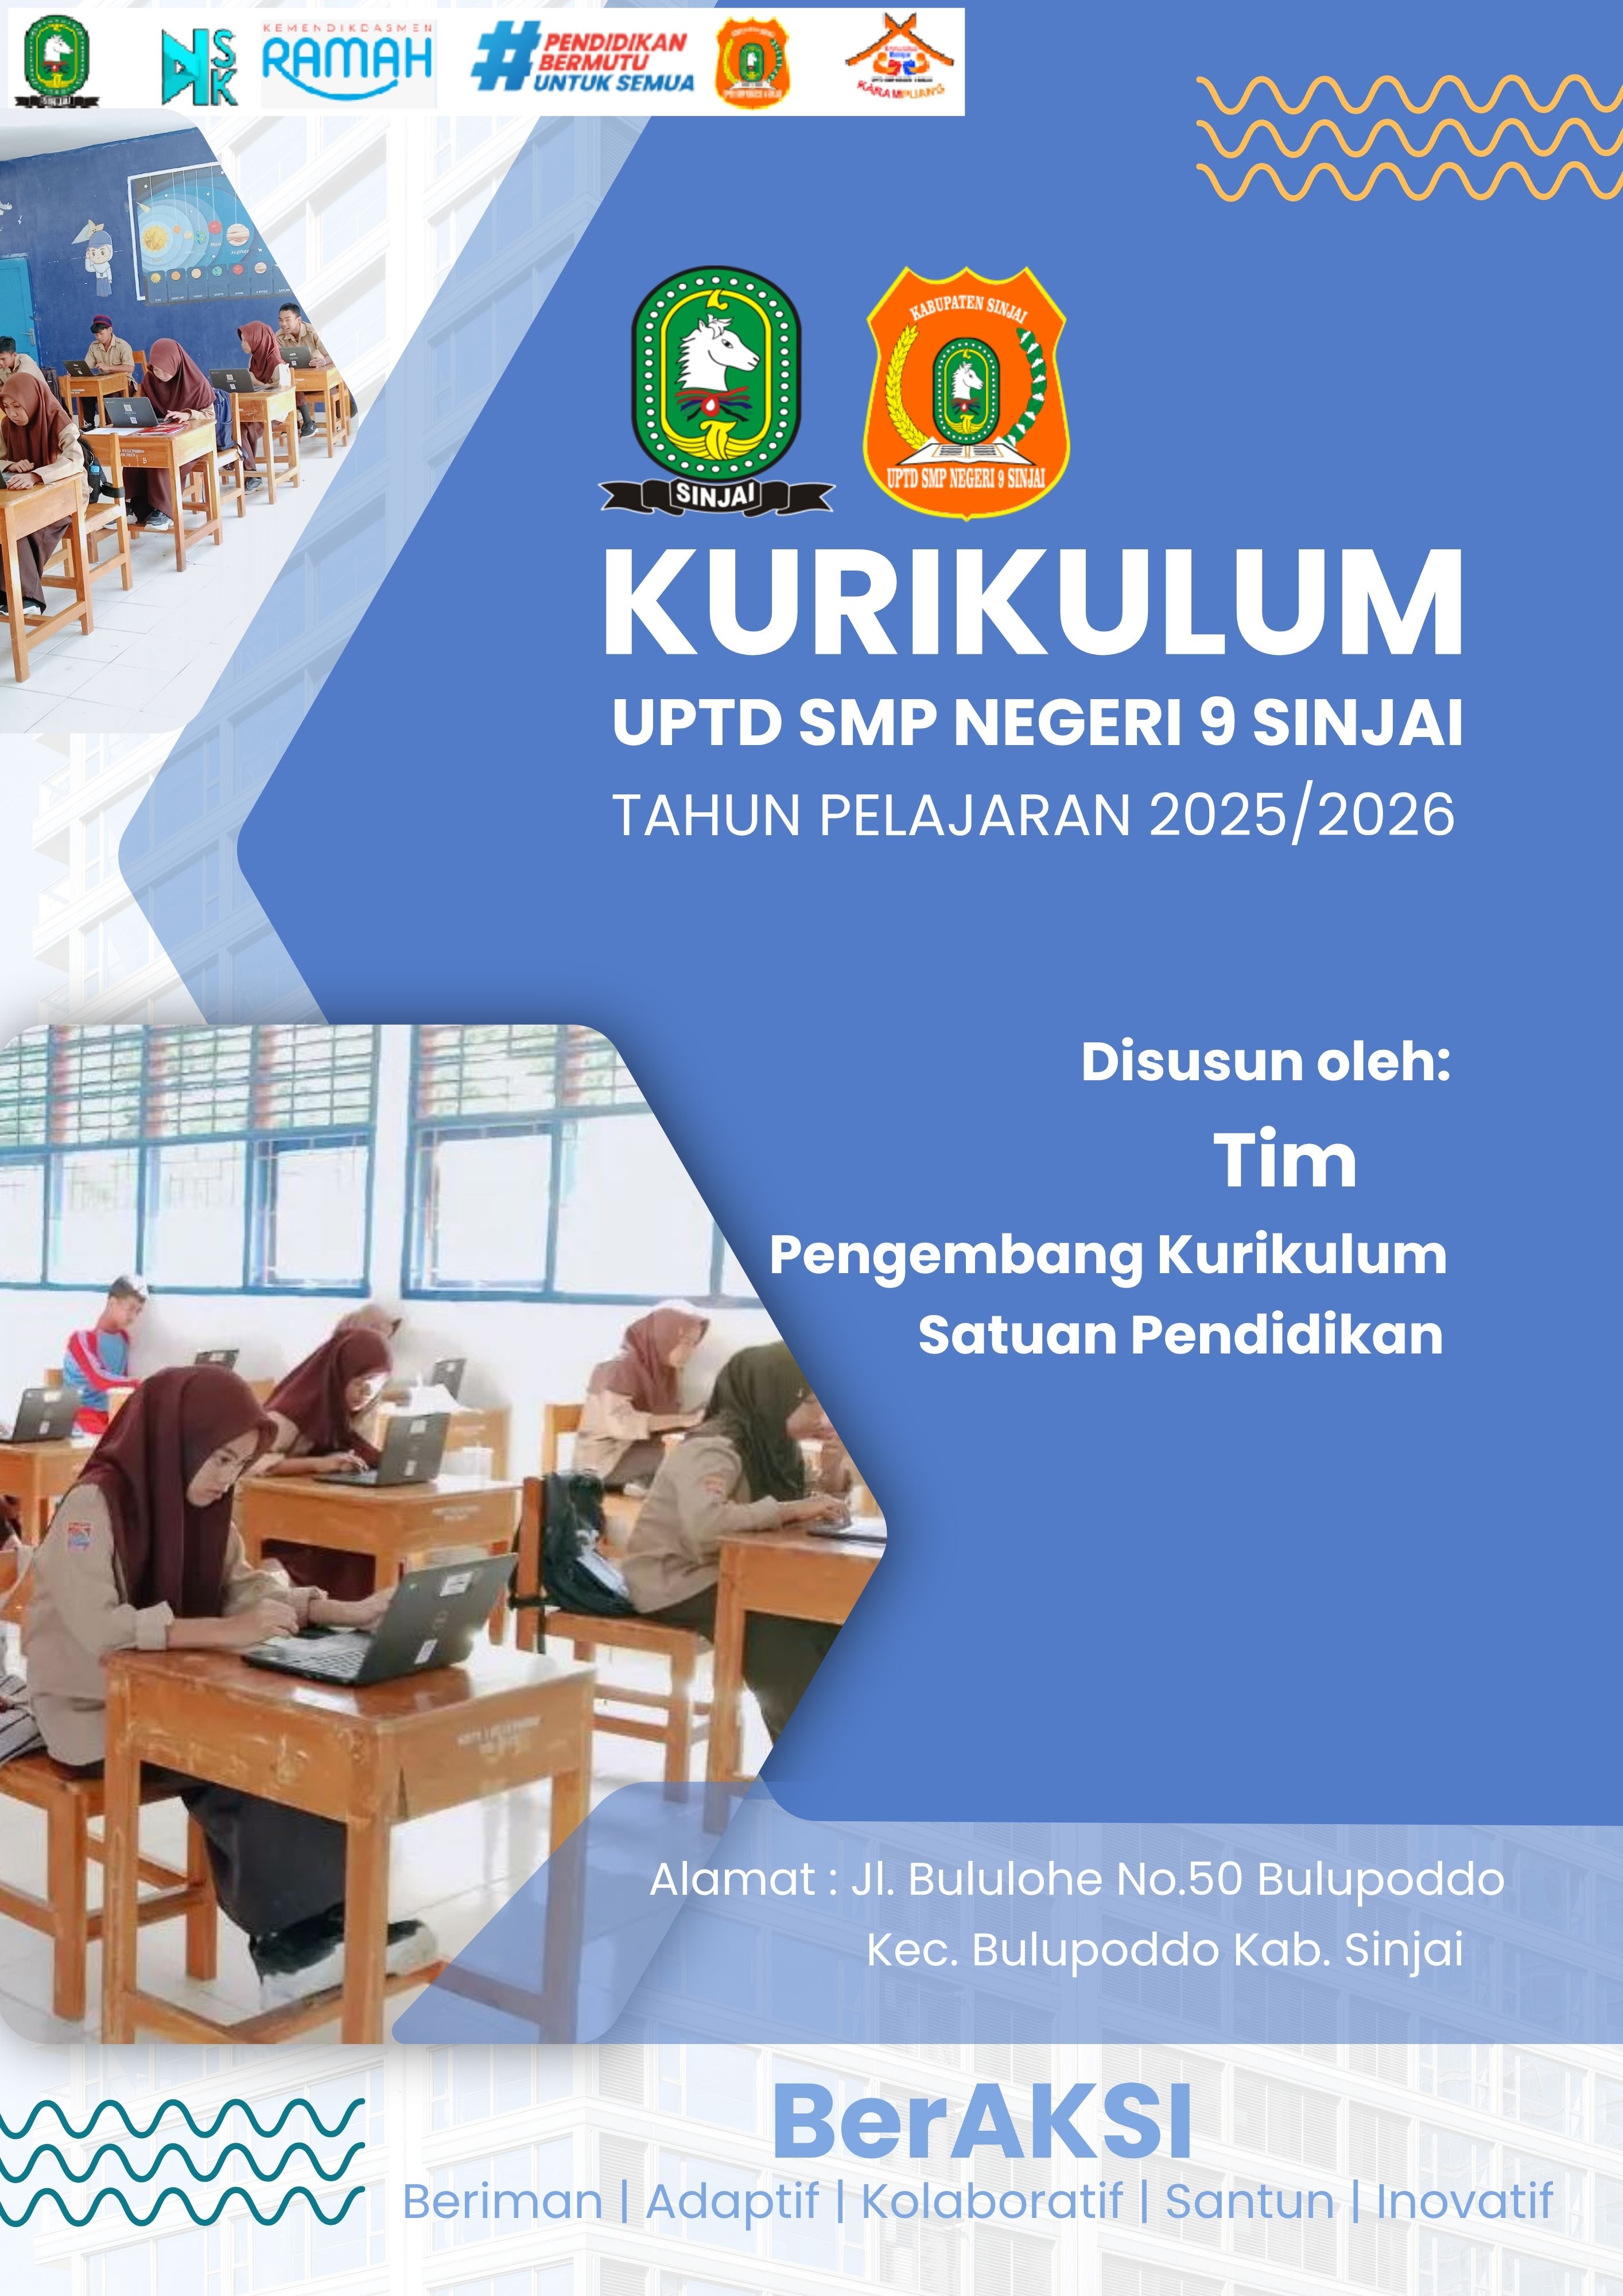 SINJAI
N S
K
KEMENDIKDASMEN
RAMAH
#PENDIDIKAN
BERMUTU
UNTUK SEMUA
KARAMPUANG
SINJAI
KABUPATEN SINJAI
UPTD SMP NEGERI 9 SINJAI
KURIKULUM
UPTD SMP NEGERI 9 SINJAI
TAHUN PELAJARAN 2025/2026
Disusun oleh:
Tim
Pengembang Kurikulum
Satuan Pendidikan
Alamat : Jl. Bululohe No.50 Bulupoddo
Kec. Bulupoddo Kab. Sinjai
BerAKSI
Beriman | Adaptif | Kolaboratif | Santun | Inovatif